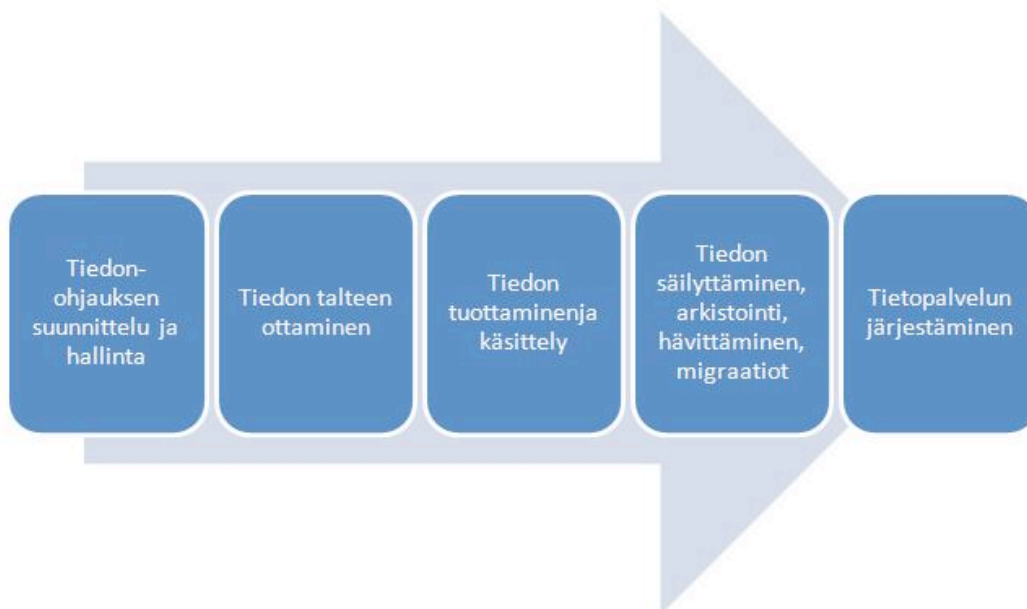 Tiedon-
ohjauksen
suunnittelu ja
hallinta
Tiedon talteen
ottaminen
Tiedon
tuottaminenja
käsittely
Tiedon
säilyttäminen,
arkistointi,
hävittäminen,
migraatiot
Tietopalvelun
järjestäminen